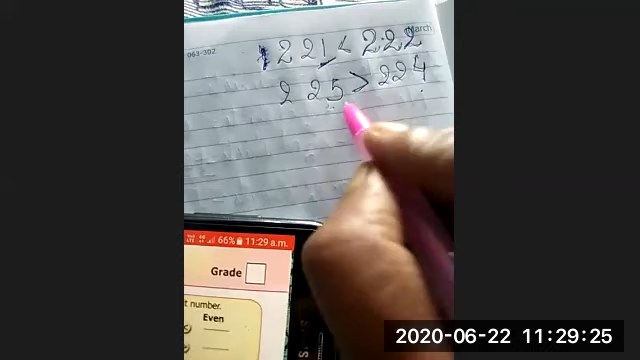 March
063-302
221 < 222
225 > 224
66% 11:29 a.m.
Grade
t number.
Even
SAMS
2020-06-22 11:29:25